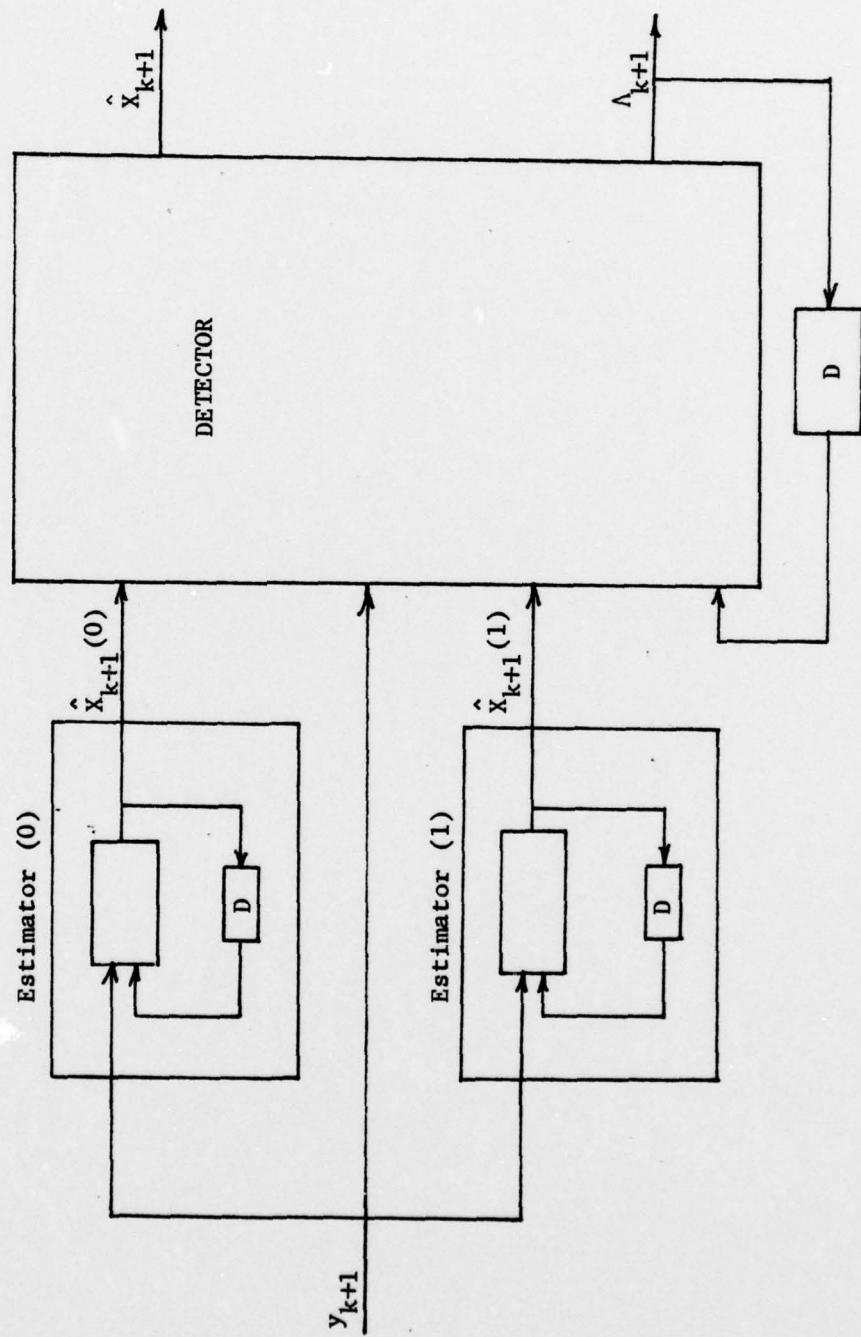 Estimator (0)
D
X̂k+1(0)
yk+1
Estimator (1)
D
X̂k+1(1)
DETECTOR
X̂k+1
Λk+1
D